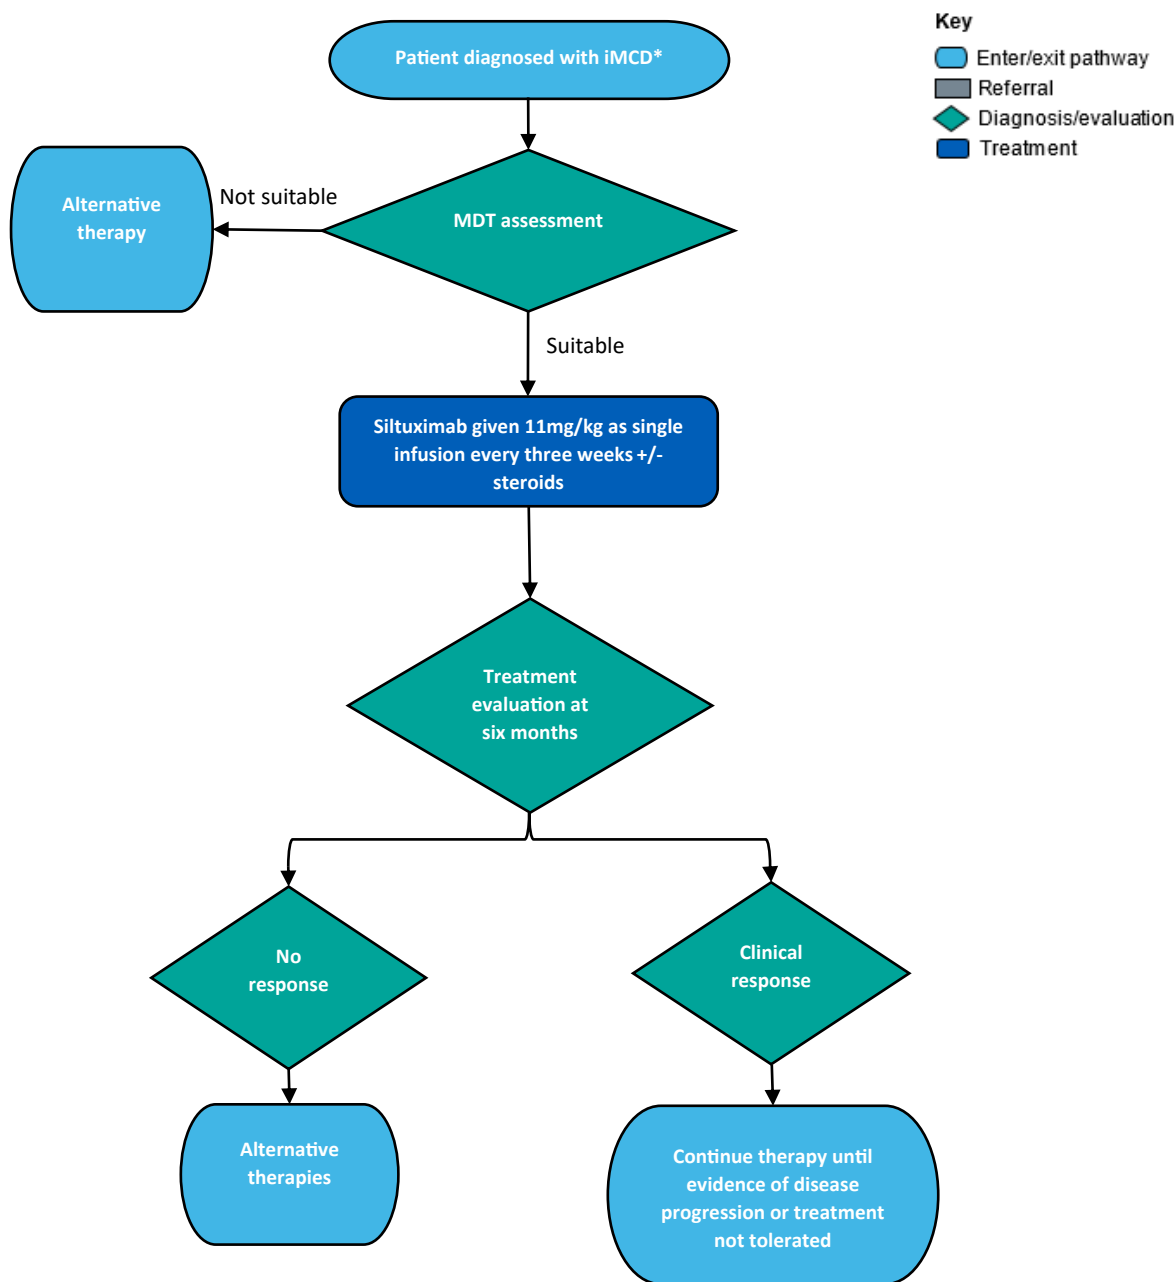 Patient diagnosed with iMCD*
Key
Enter/exit pathway
Referral
Diagnosis/evaluation
Treatment
Alternative
therapy
Not suitable
MDT assessment
Suitable
Siltuximab given 11mg/kg as single
infusion every three weeks +/-
steroids
Treatment
evaluation at
six months
No
response
Clinical
response
Alternative
therapies
Continue therapy until
evidence of disease
progression or treatment
not tolerated